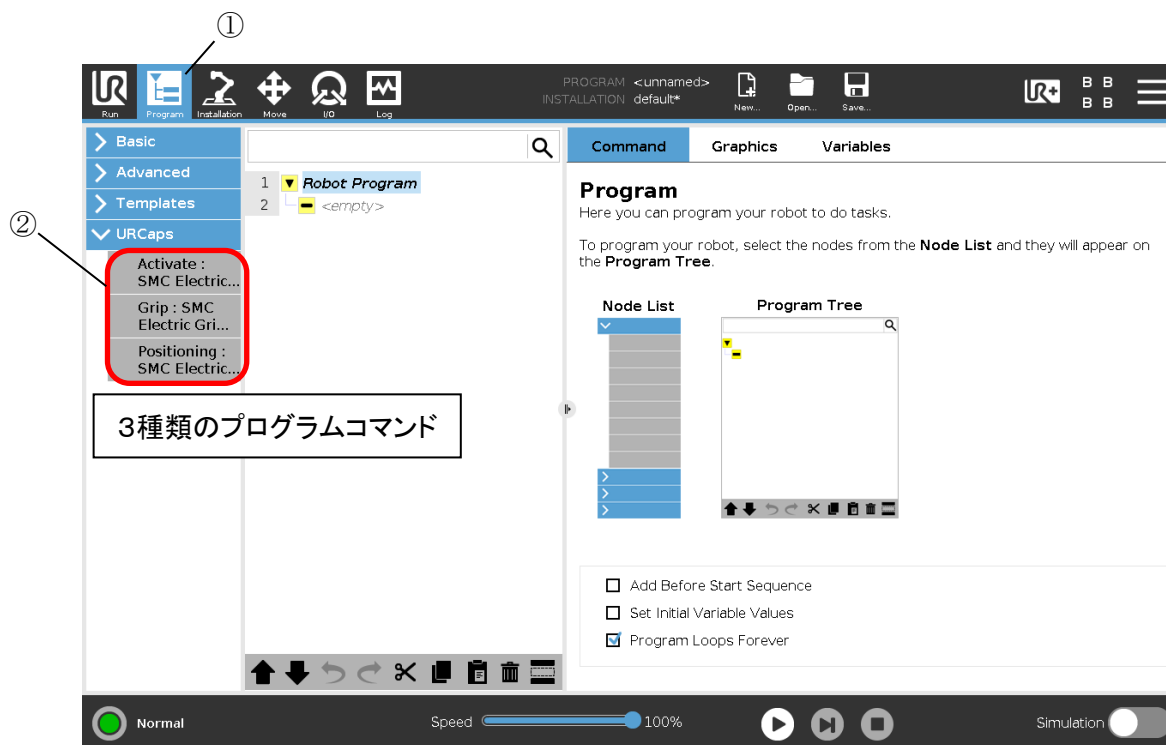 ①
PROGRAM <unnamed>
INSTALLATION default*
UR+
B B
B B
UR
Run
Program
Installation
Move
I/O
Log
New...
Open...
Save...
Basic
Advanced
Templates
②
URCaps
Activate :
SMC Electric...
Grip : SMC
Electric Gri...
Positioning :
SMC Electric...
3種類のプログラムコマンド
1 Robot Program
2 <empty>
Command Graphics Variables
Program
Here you can program your robot to do tasks.
To program your robot, select the nodes from the Node List and they will appear on
the Program Tree.
Node List
Program Tree
Add Before Start Sequence
Set Initial Variable Values
Program Loops Forever
Normal
Speed
100%
Simulation